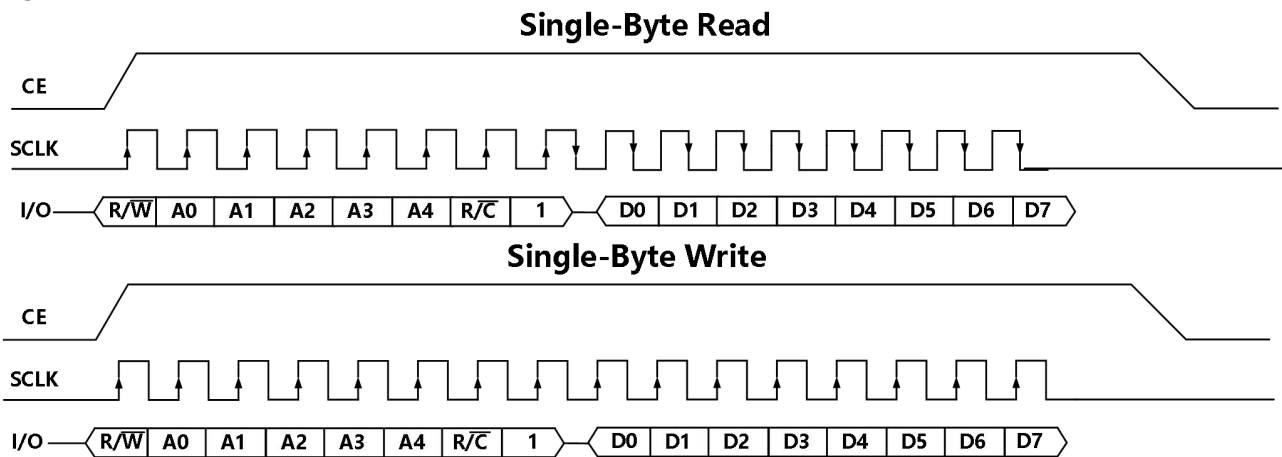 Single-Byte Read
CE
SCLK
I/O R/W̅ A0 A1 A2 A3 A4 R/C̅ 1 D0 D1 D2 D3 D4 D5 D6 D7
Single-Byte Write
CE
SCLK
I/O R/W̅ A0 A1 A2 A3 A4 R/C̅ 1 D0 D1 D2 D3 D4 D5 D6 D7